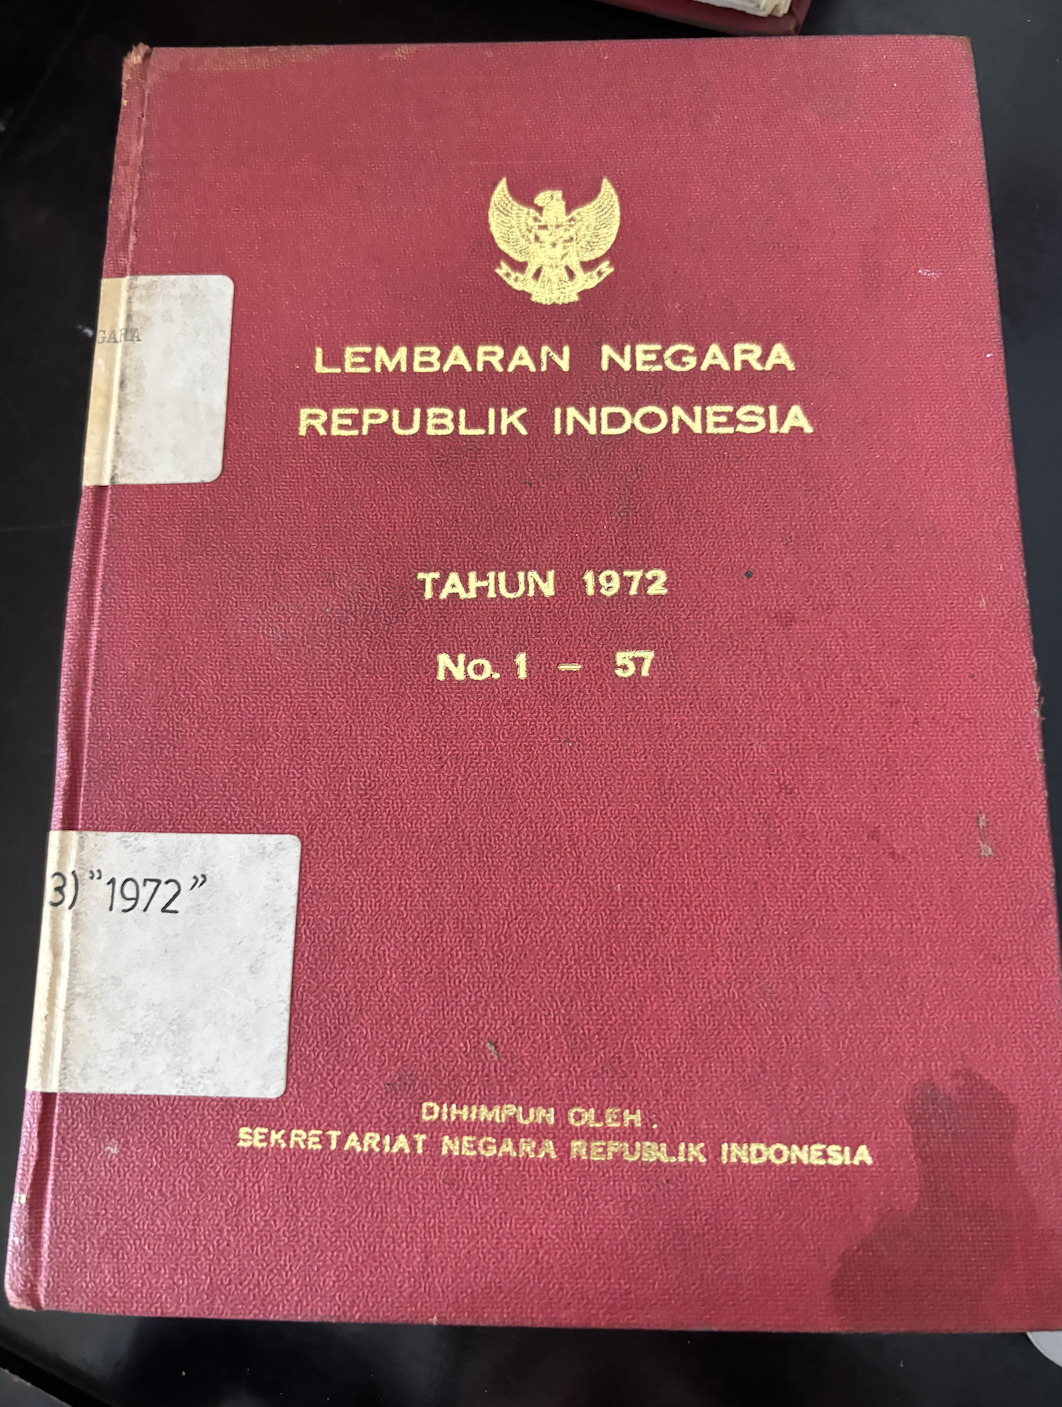 LEMBARAN NEGARA
REPUBLIK INDONESIA
TAHUN 1972
No. 1 – 57
GARA
3) "1972"
DIHIMPUN OLEH :
SEKRETARIAT NEGARA REPUBLIK INDONESIA